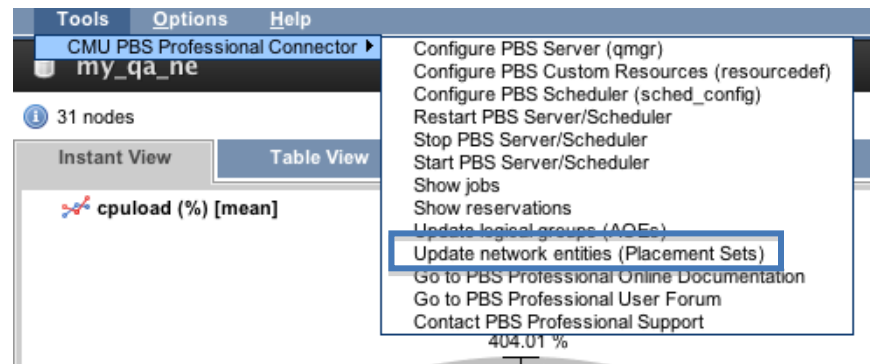 Tools Options Help
CMU PBS Professional Connector
my_qa_ne
31 nodes
Instant View Table View
cpuload (%) [mean]
Configure PBS Server (qmgr)
Configure PBS Custom Resources (resourcedef)
Configure PBS Scheduler (sched_config)
Restart PBS Server/Scheduler
Stop PBS Server/Scheduler
Start PBS Server/Scheduler
Show jobs
Show reservations
Update logical groups (AOEs)
Update network entities (Placement Sets)
Go to PBS Professional Online Documentation
Go to PBS Professional User Forum
Contact PBS Professional Support
404.01 %